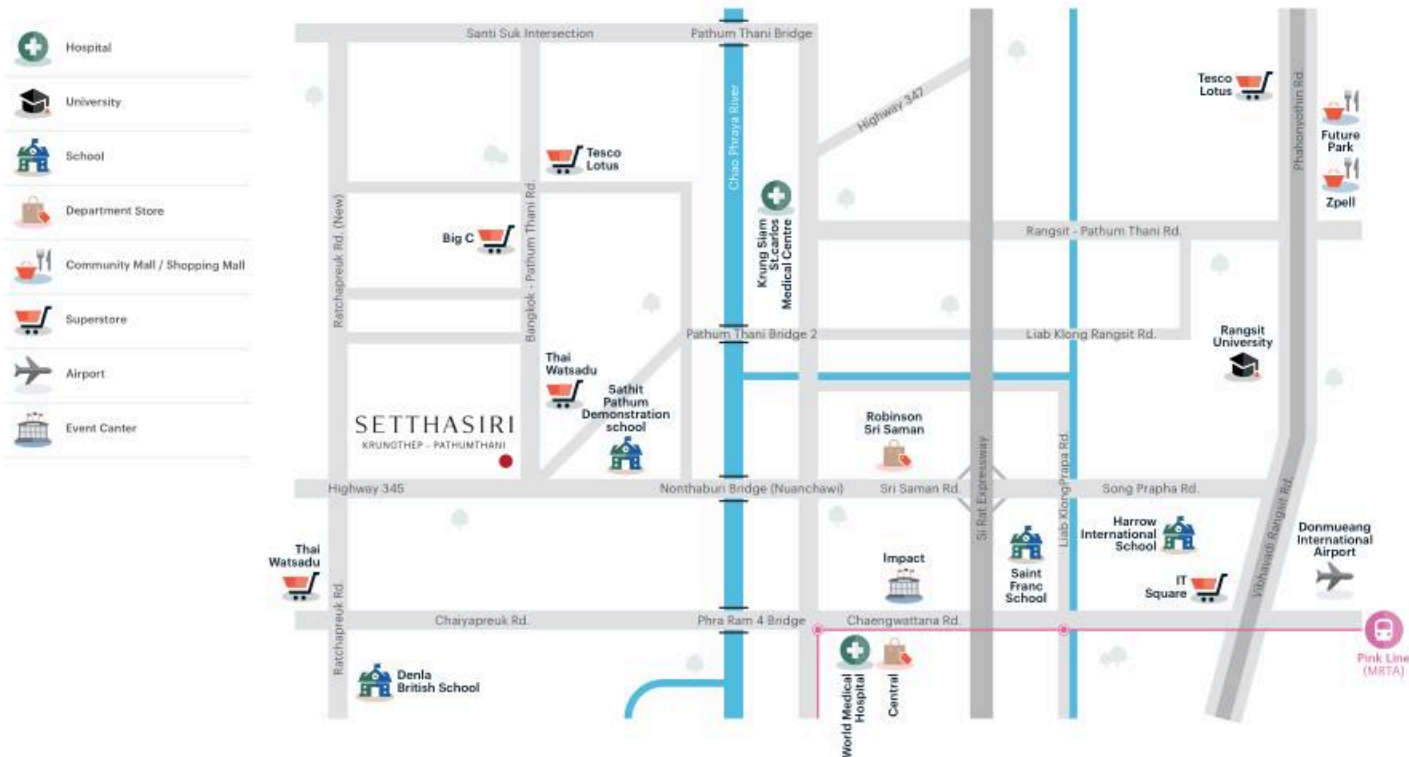 Hospital
University
School
Department Store
Community Mall / Shopping Mall
Superstore
Airport
Event Canter
Santi Suk Intersection
Pathum Thani Bridge
Chao Phraya River
Highway 347
Tesco
Lotus
Phahonyothin Rd.
Future
Park
Zpell
Tesco
Lotus
Ratchapreuk Rd. (New)
Bangkok - Pathum Thani Rd.
Big C
Krung Siam
St.carlos
Medical Centre
Rangsit - Pathum Thani Rd.
Pathum Thani Bridge 2
Liab Klong Rangsit Rd.
Rangsit
University
Thai
Watsadu
Sathit
Pathum
Demonstration
school
SETTHASIRI
KRUNGTHEP - PATHUMTHANI
Robinson
Sri Saman
Si Rat Expressway
Liab KlongPrapa Rd.
Highway 345
Nonthaburi Bridge (Nuanchawi)
Sri Saman Rd.
Song Prapha Rd.
Vibhavadi Rangsit Rd.
Harrow
International
School
Donmueang
International
Airport
Thai
Watsadu
Impact
Saint
Franc
School
IT
Square
Ratchapreuk Rd.
Chaiyapreuk Rd.
Phra Ram 4 Bridge
Chaengwattana Rd.
Pink Line
(MRTA)
Denla
British School
World Medical
Hospital
Central